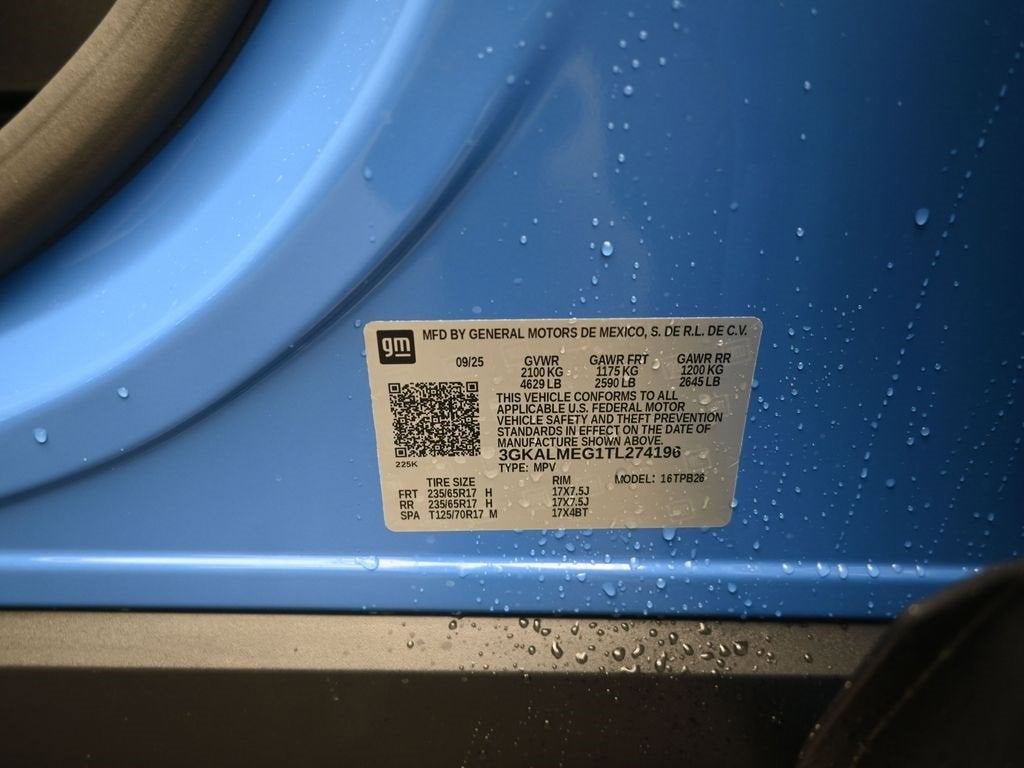 gm MFD BY GENERAL MOTORS DE MEXICO, S. DE R.L. DE C.V.
09/25 GVWR GAWR FRT GAWR RR
2100 KG 1175 KG 1200 KG
4629 LB 2590 LB 2645 LB
THIS VEHICLE CONFORMS TO ALL
APPLICABLE U.S. FEDERAL MOTOR
VEHICLE SAFETY AND THEFT PREVENTION
STANDARDS IN EFFECT ON THE DATE OF
MANUFACTURE SHOWN ABOVE.
3GKALMEG1TL274196
225K
TYPE: MPV MODEL: 16TPB26
TIRE SIZE RIM
FRT 235/65R17 H 17X7.5J
RR 235/65R17 H 17X7.5J
SPA T125/70R17 M 17X4BT